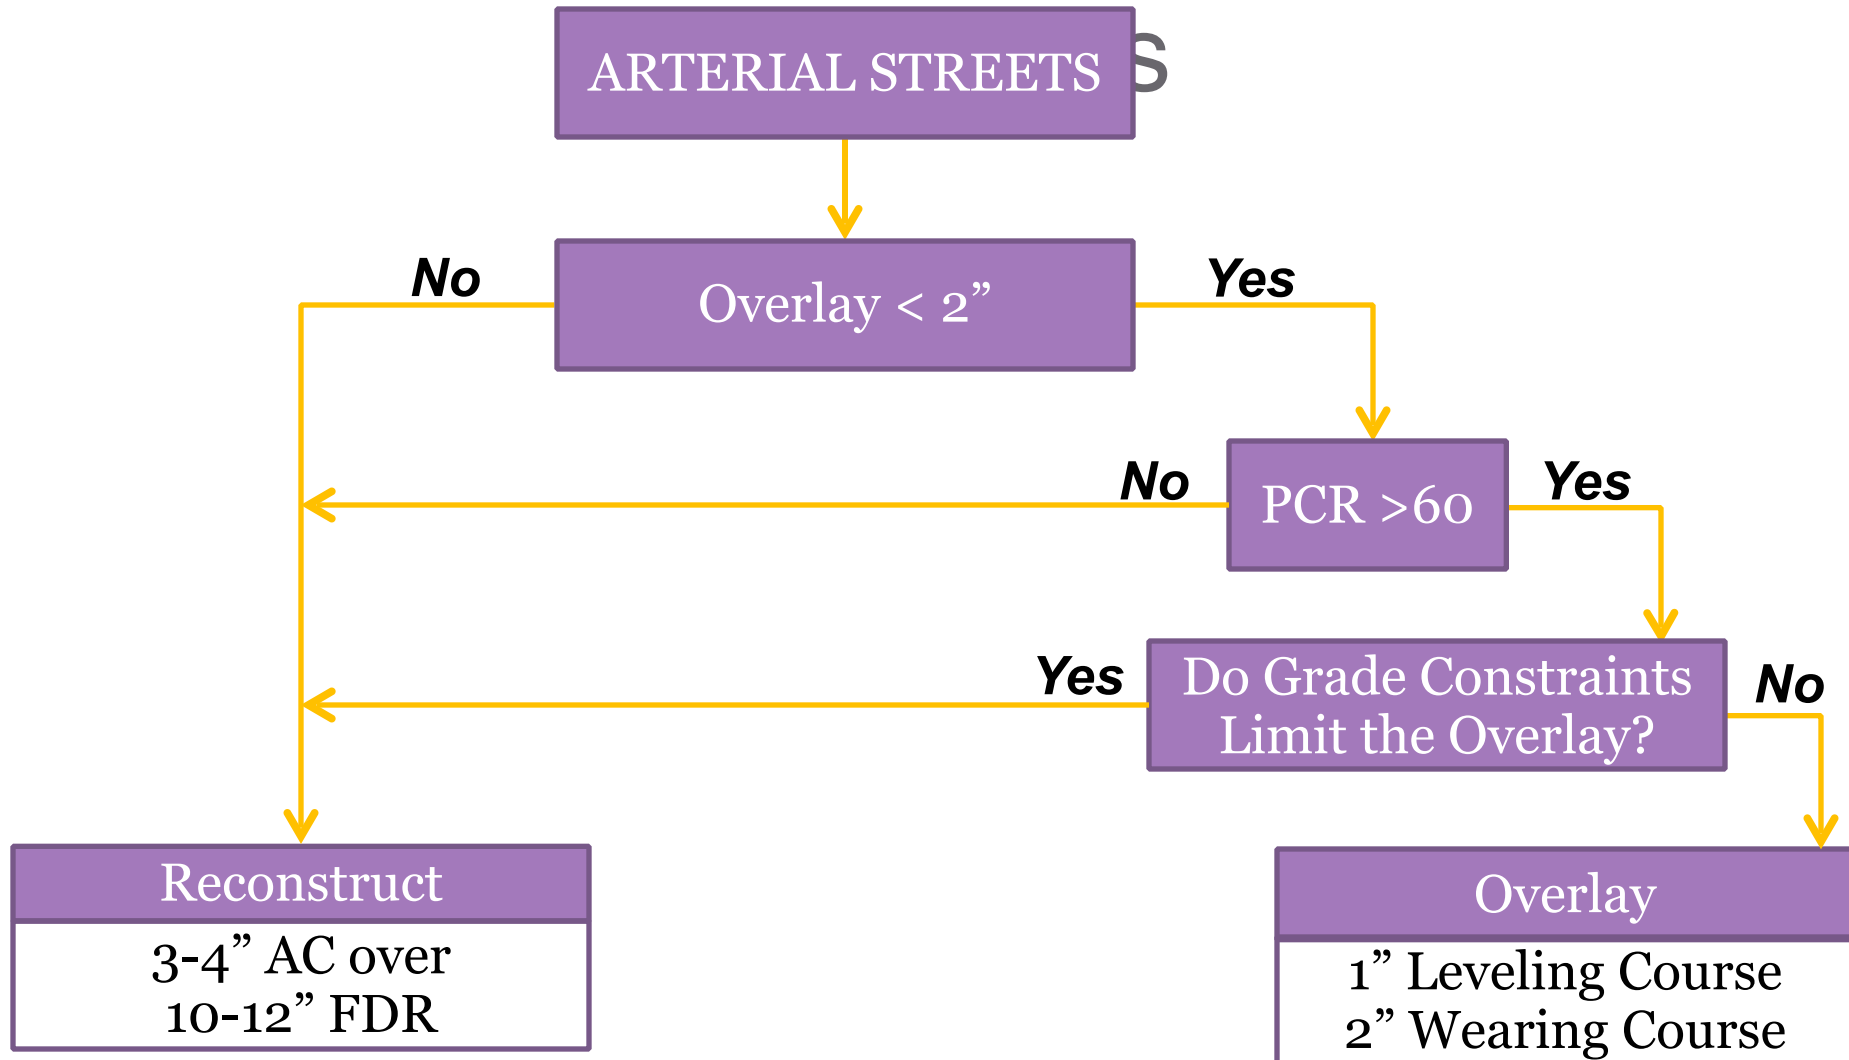 ARTERIAL STREETS
S
No
Yes
Overlay < 2”
No
Yes
PCR >60
Yes
Do Grade Constraints
Limit the Overlay?
No
Reconstruct
3-4” AC over
10-12” FDR
Overlay
1” Leveling Course
2” Wearing Course